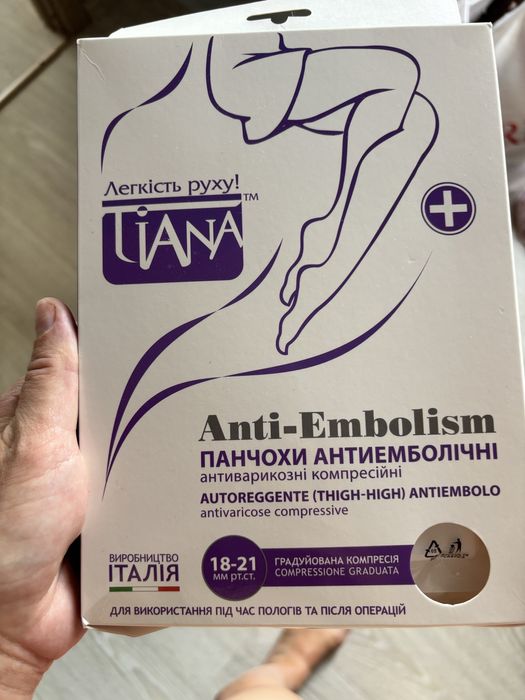 Легкість руху!
TIANA™
Anti-Embolism
ПАНЧОХИ АНТИЕМБОЛІЧНІ
антиварикозні компресійні
AUTOREGGENTE (THIGH-HIGH) ANTIEMBOLO
antivaricose compressive
ВИРОБНИЦТВО
ІТАЛІЯ
18-21
ММ РТ.СТ.
ГРАДУЙОВАНА КОМПРЕСІЯ
COMPRESSIONE GRADUATA
ДЛЯ ВИКОРИСТАННЯ ПІД ЧАС ПОЛОГІВ ТА ПІСЛЯ ОПЕРАЦІЙ